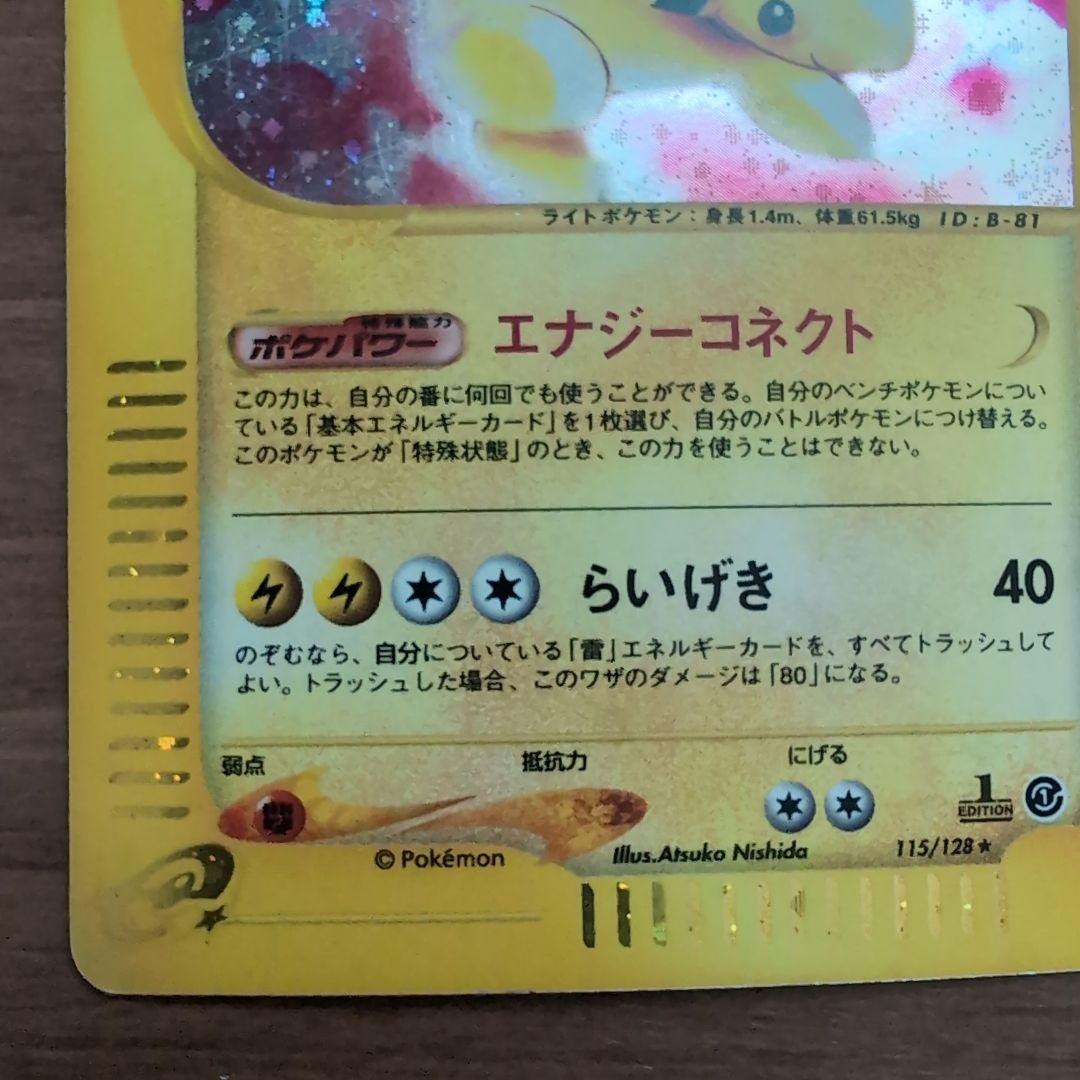 ライトポケモン：身長1.4m、体重61.5kg ID:B-81
特殊能力
ポケパワー エナジーコネクト
この力は、自分の番に何回でも使うことができる。自分のベンチポケモンについ
ている「基本エネルギーカード」を1枚選び、自分のバトルポケモンにつけ替える。
このポケモンが「特殊状態」のとき、この力を使うことはできない。
らいげき 40
のぞむなら、自分についている「雷」エネルギーカードを、すべてトラッシュして
よい。トラッシュした場合、このワザのダメージは「80」になる。
弱点 抵抗力 にげる
1 EDITION 1
© Pokémon Illus.Atsuko Nishida 115/128★
e